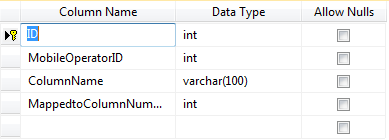 Column Name Data Type Allow Nulls
ID int
MobileOperatorID int
ColumnName varchar(100)
MappedtoColumnNum... int